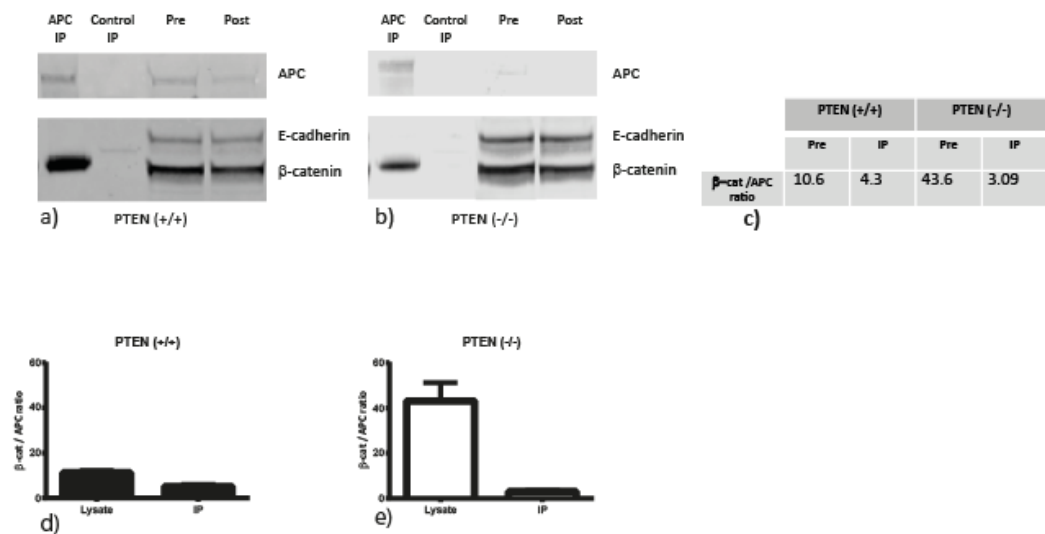 APC Control Pre Post
IP IP
APC
E-cadherin
β-catenin
a)
PTEN (+/+)
APC Control Pre Post
IP IP
APC
E-cadherin
β-catenin
b)
PTEN (-/-)
PTEN (+/+) PTEN (-/-)
Pre IP Pre IP
β-cat /APC 10.6 4.3 43.6 3.09
ratio
c)
PTEN (+/+)
60
40
20
0
β-cat / APC ratio
Lysate IP
d)
PTEN (-/-)
60
40
20
0
β-cat / APC ratio
Lysate IP
e)